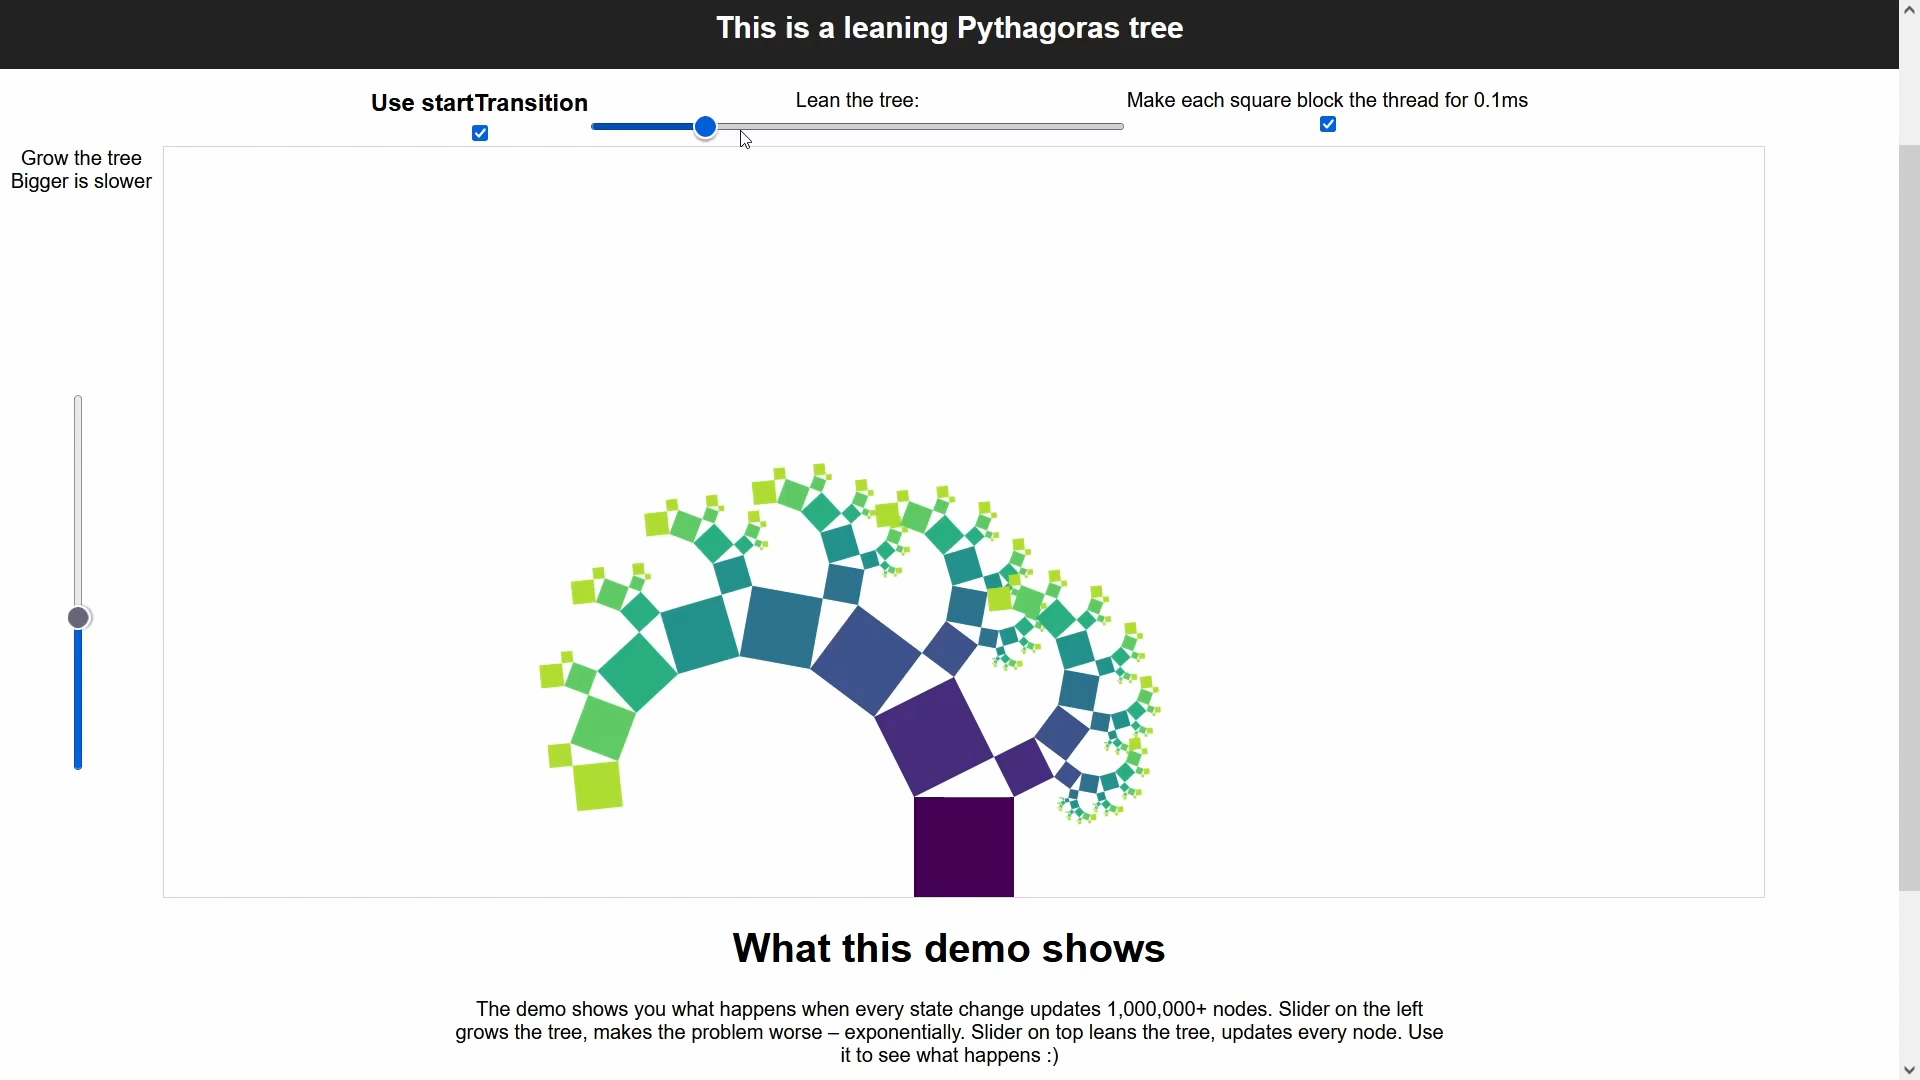 This is a leaning Pythagoras tree
Use startTransition
Lean the tree:
Make each square block the thread for 0.1ms
Grow the tree
Bigger is slower
What this demo shows
The demo shows you what happens when every state change updates 1,000,000+ nodes. Slider on the left
grows the tree, makes the problem worse – exponentially. Slider on top leans the tree, updates every node. Use
it to see what happens :)